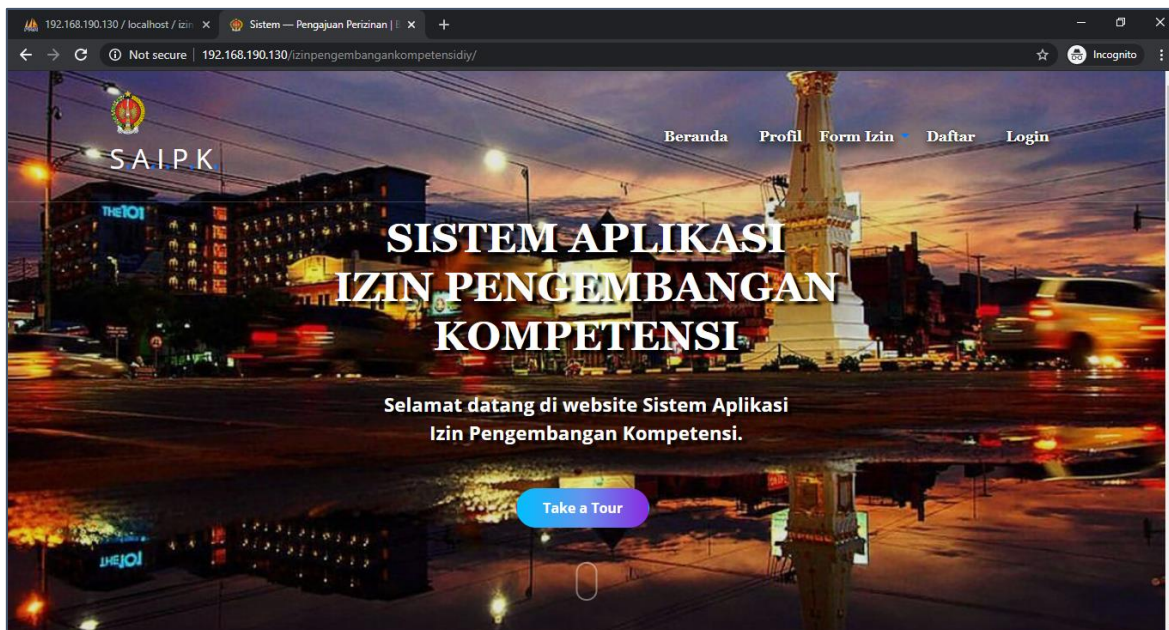 192.168.190.130 / localhost / izin
Sistem — Pengajuan Perizinan |
Not secure | 192.168.190.130/izinpengembangankompetensidiy/
Incognito
S.A.I.P.K.
Beranda Profil Form Izin Daftar Login
THE 101
SISTEM APLIKASI
IZIN PENGEMBANGAN
KOMPETENSI
Selamat datang di website Sistem Aplikasi
Izin Pengembangan Kompetensi.
Take a Tour